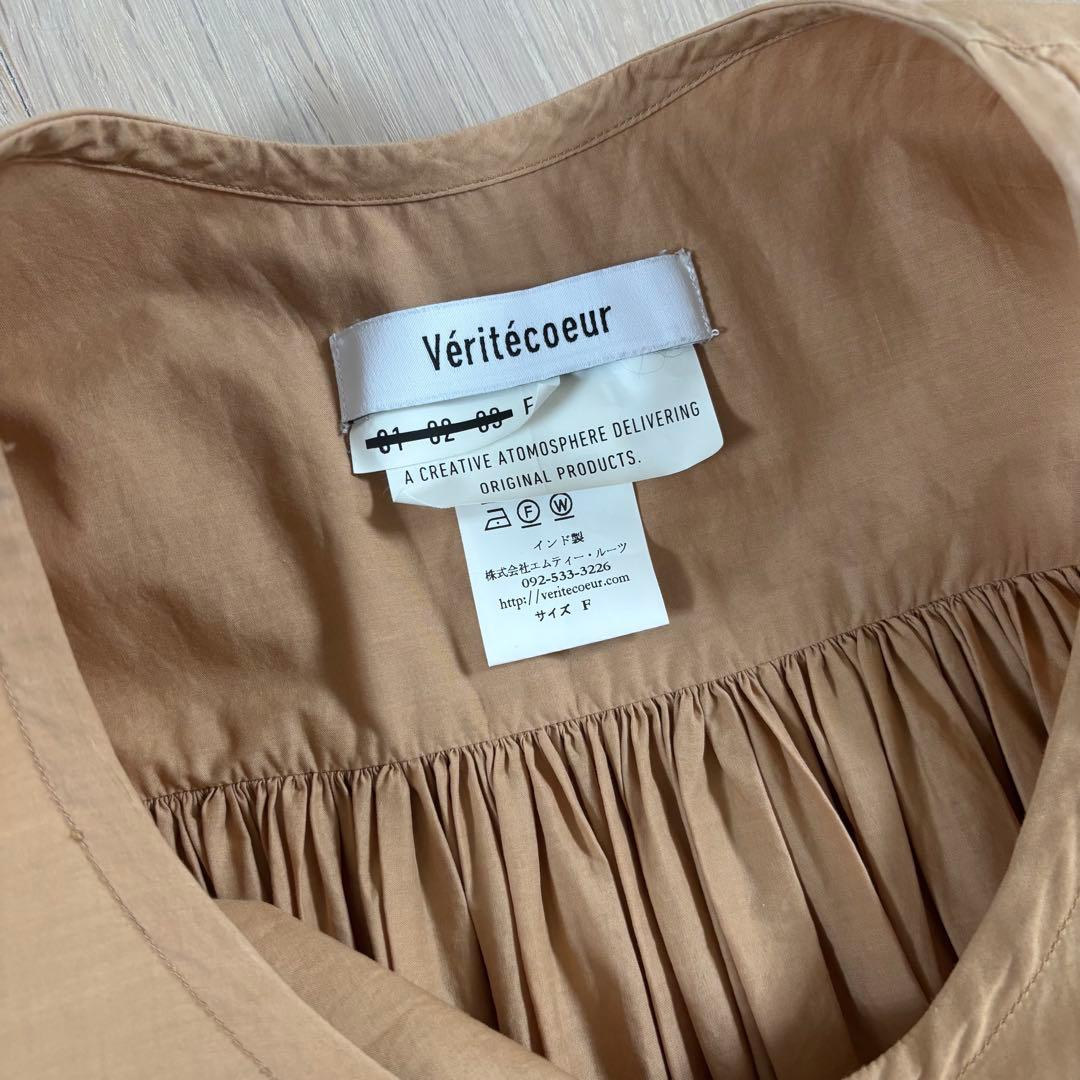 Véritécoeur
01 02 03 F
A CREATIVE ATOMOSPHERE DELIVERING
ORIGINAL PRODUCTS.
F W
インド製
株式会社エムティー・ルーツ
092-533-3226
http://veritecoeur.com
サイズ F